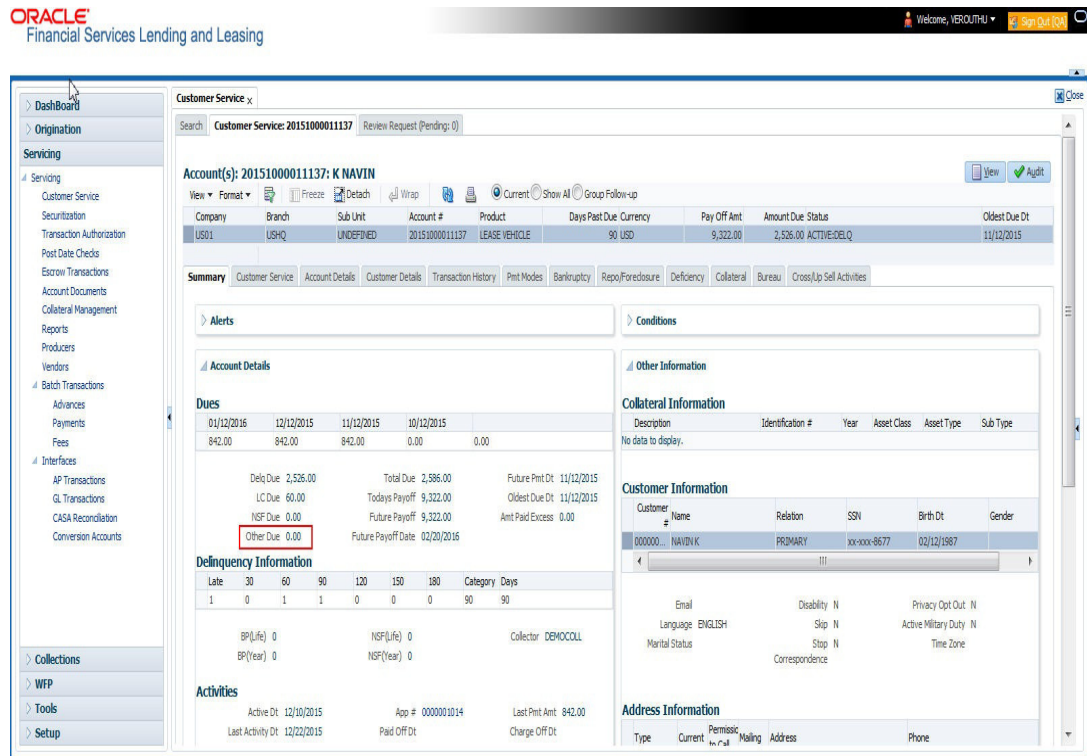 ORACLE'
Financial Services Lending and Leasing
Welcome, VEROUTHU
Sign Out [QA]
DashBoard
Origination
Servicing
Servicing
Customer Service
Securitization
Transaction Authorization
Post Date Checks
Escrow Transactions
Account Documents
Collateral Management
Reports
Producers
Vendors
Batch Transactions
Advances
Payments
Fees
Interfaces
AP Transactions
GL Transactions
CASA Reconciliation
Conversion Accounts
Collections
WFP
Tools
Setup
Customer Service x
Close
Search Customer Service: 20151000011137 Review Request (Pending: 0)
Account(s): 20151000011137: K NAVIN
View Audit
View Format Freeze Detach Wrap Current Show All Group Follow-up
Company Branch Sub Unit Account # Product Days Past Due Currency Pay Off Amt Amount Due Status Oldest Due Dt
US01 USHQ UNDEFINED 20151000011137 LEASE VEHICLE 90 USD 9,322.00 2,526.00 ACTIVE:DELQ 11/12/2015
Summary Customer Service Account Details Customer Details Transaction History Pmt Modes Bankruptcy Repo/Foreclosure Deficiency Collateral Bureau Cross/Up Sell Activities
Alerts
Account Details
Dues
01/12/2016 12/12/2015 11/12/2015 10/12/2015
842.00 842.00 842.00 0.00 0.00
Delq Due 2,526.00 Total Due 2,586.00 Future Pmt Dt 11/12/2015
LC Due 60.00 Todays Payoff 9,322.00 Oldest Due Dt 11/12/2015
NSF Due 0.00 Future Payoff 9,322.00 Amt Paid Excess 0.00
Other Due 0.00 Future Payoff Date 02/20/2016
Delinquency Information
Late 30 60 90 120 150 180 Category Days
1 0 1 1 0 0 0 90 90
BP(Life) 0 NSF(Life) 0 Collector DEMOCOLL
BP(Year) 0 NSF(Year) 0
Activities
Active Dt 12/10/2015 App # 0000001014 Last Pmt Amt 842.00
Last Activity Dt 12/22/2015 Paid Off Dt Charge Off Dt
Conditions
Other Information
Collateral Information
Description Identification # Year Asset Class Asset Type Sub Type
No data to display.
Customer Information
Customer # Name Relation SSN Birth Dt Gender
000000... NAVIN K PRIMARY xx-xxx-8677 02/12/1987
Email Disability N Privacy Opt Out N
Language ENGLISH Skip N Active Military Duty N
Marital Status Stop Correspondence N Time Zone
Address Information
Type Current Permissic to Call Mailing Address Phone